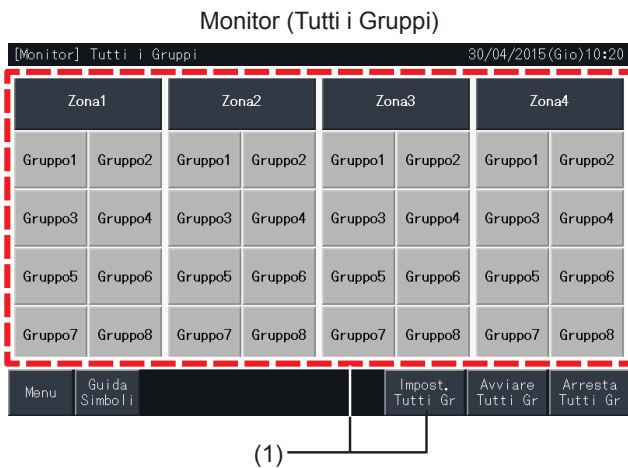 Monitor (Tutti i Gruppi)
[Monitor] Tutti i Gruppi 30/04/2015(Gio)10:20
Zona1 Zona2 Zona3 Zona4
Gruppo1 Gruppo2 Gruppo1 Gruppo2 Gruppo1 Gruppo2 Gruppo1 Gruppo2
Gruppo3 Gruppo4 Gruppo3 Gruppo4 Gruppo3 Gruppo4 Gruppo3 Gruppo4
Gruppo5 Gruppo6 Gruppo5 Gruppo6 Gruppo5 Gruppo6 Gruppo5 Gruppo6
Gruppo7 Gruppo8 Gruppo7 Gruppo8 Gruppo7 Gruppo8 Gruppo7 Gruppo8
Menu
Guida
Simboli
Impost.
Tutti Gr
Avviare
Tutti Gr
Arresta
Tutti Gr
(1)